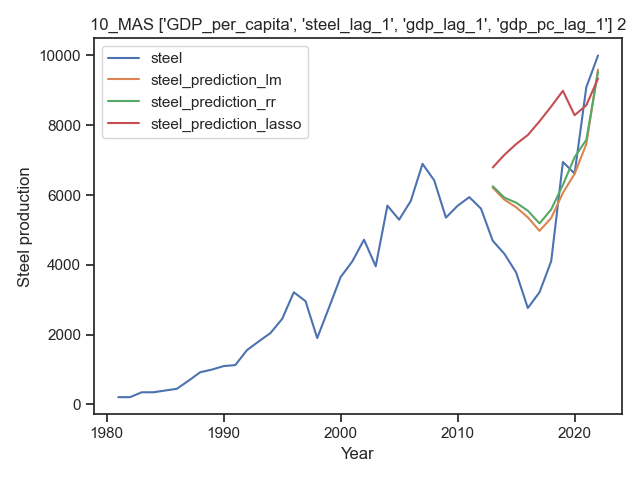 10_MAS ['GDP_per_capita', 'steel_lag_1', 'gdp_lag_1', 'gdp_pc_lag_1'] 2
steel
steel_prediction_lm
steel_prediction_rr
steel_prediction_lasso
10000
8000
6000
4000
2000
0
Steel production
1980 1990 2000 2010 2020
Year